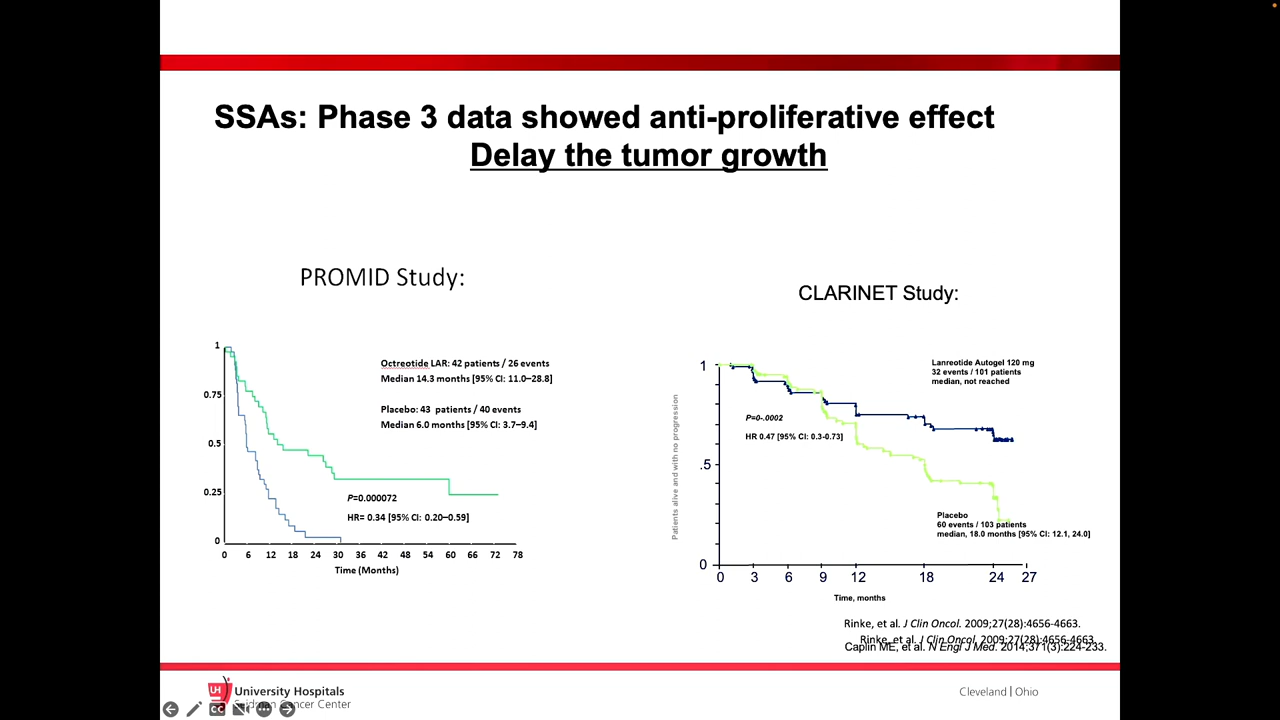 SSAs: Phase 3 data showed anti-proliferative effect
Delay the tumor growth
PROMID Study:
1
0.75
0.5
0.25
0
0 6 12 18 24 30 36 42 48 54 60 66 72 78
Time (Months)
Octreotide LAR: 42 patients / 26 events
Median 14.3 months [95% CI: 11.0–28.8]
Placebo: 43 patients / 40 events
Median 6.0 months [95% CI: 3.7–9.4]
P=0.000072
HR= 0.34 [95% CI: 0.20–0.59]
CLARINET Study:
Patients alive and with no progression
1
.5
0
0 3 6 9 12 18 24 27
Time, months
Lanreotide Autogel 120 mg
32 events / 101 patients
median, not reached
P=0-.0002
HR 0.47 [95% CI: 0.3-0.73]
Placebo
60 events / 103 patients
median, 18.0 months [95% CI: 12.1, 24.0]
Rinke, et al. J Clin Oncol. 2009;27(28):4656-4663.
Rinke, et al. J Clin Oncol. 2009;27(28):4656-4663.
Caplin ME, et al. N Engl J Med. 2014;371(3):224-233.
UH University Hospitals
Seidman Cancer Center
CC
Cleveland | Ohio